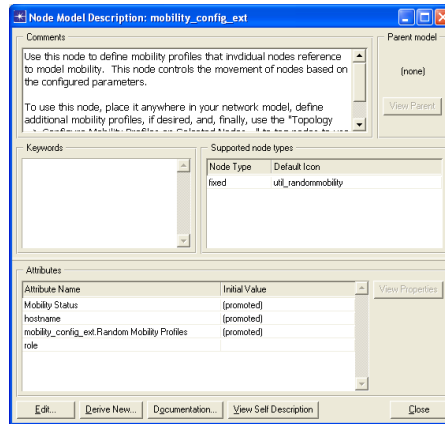 Node Model Description: mobility_config_ext
Comments
Use this node to define mobility profiles that invdidual nodes reference
to model mobility. This node controls the movement of nodes based on
the configured parameters.
To use this node, place it anywhere in your network model, define
additional mobility profiles, if desired, and, finally, use the "Topology
Parent model
(none)
View Parent
Keywords
Supported node types
Node Type Default Icon
fixed util_randommobility
Attributes
Attribute Name Initial Value
Mobility Status (promoted)
hostname (promoted)
mobility_config_ext.Random Mobility Profiles (promoted)
role
View Properties
Edit... Derive New... Documentation... View Self Description Close